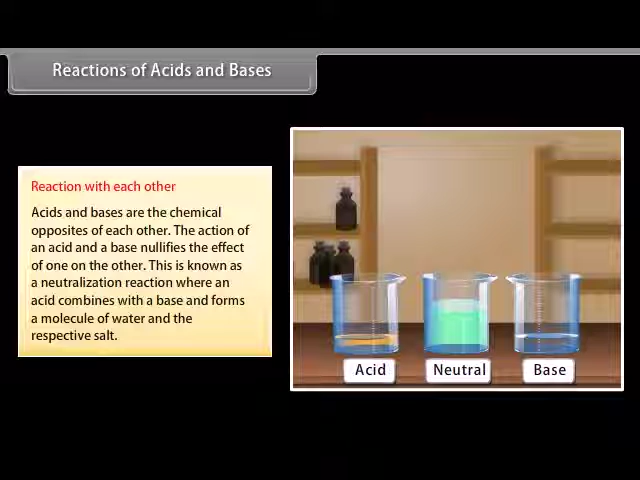 Reactions of Acids and Bases
Reaction with each other
Acids and bases are the chemical
opposites of each other. The action of
an acid and a base nullifies the effect
of one on the other. This is known as
a neutralization reaction where an
acid combines with a base and forms
a molecule of water and the
respective salt.
Acid
Neutral
Base